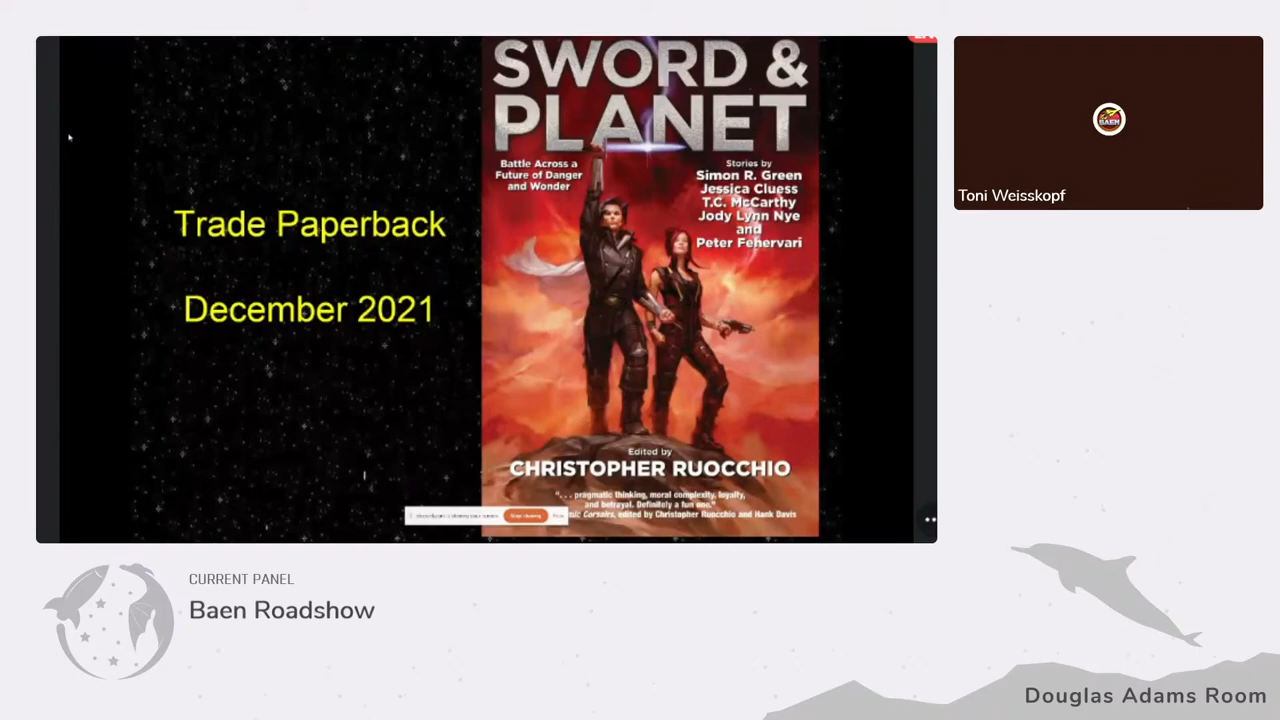 SWORD &
PLANET
Battle Across a
Future of Danger
and Wonder
Stories by
Simon R. Green
Jessica Cluess
T.C. McCarthy
Jody Lynn Nye
and
Peter Fehervari
Trade Paperback
December 2021
Edited by
CHRISTOPHER RUOCCHIO
“. . . pragmatic thinking, moral complexity, loyalty,
and betrayal. Definitely a fun one.”
Corsairs, edited by Christopher Ruocchio and Hank Davis
Stop sharing
BAEN
Toni Weisskopf
CURRENT PANEL
Baen Roadshow
Douglas Adams Room